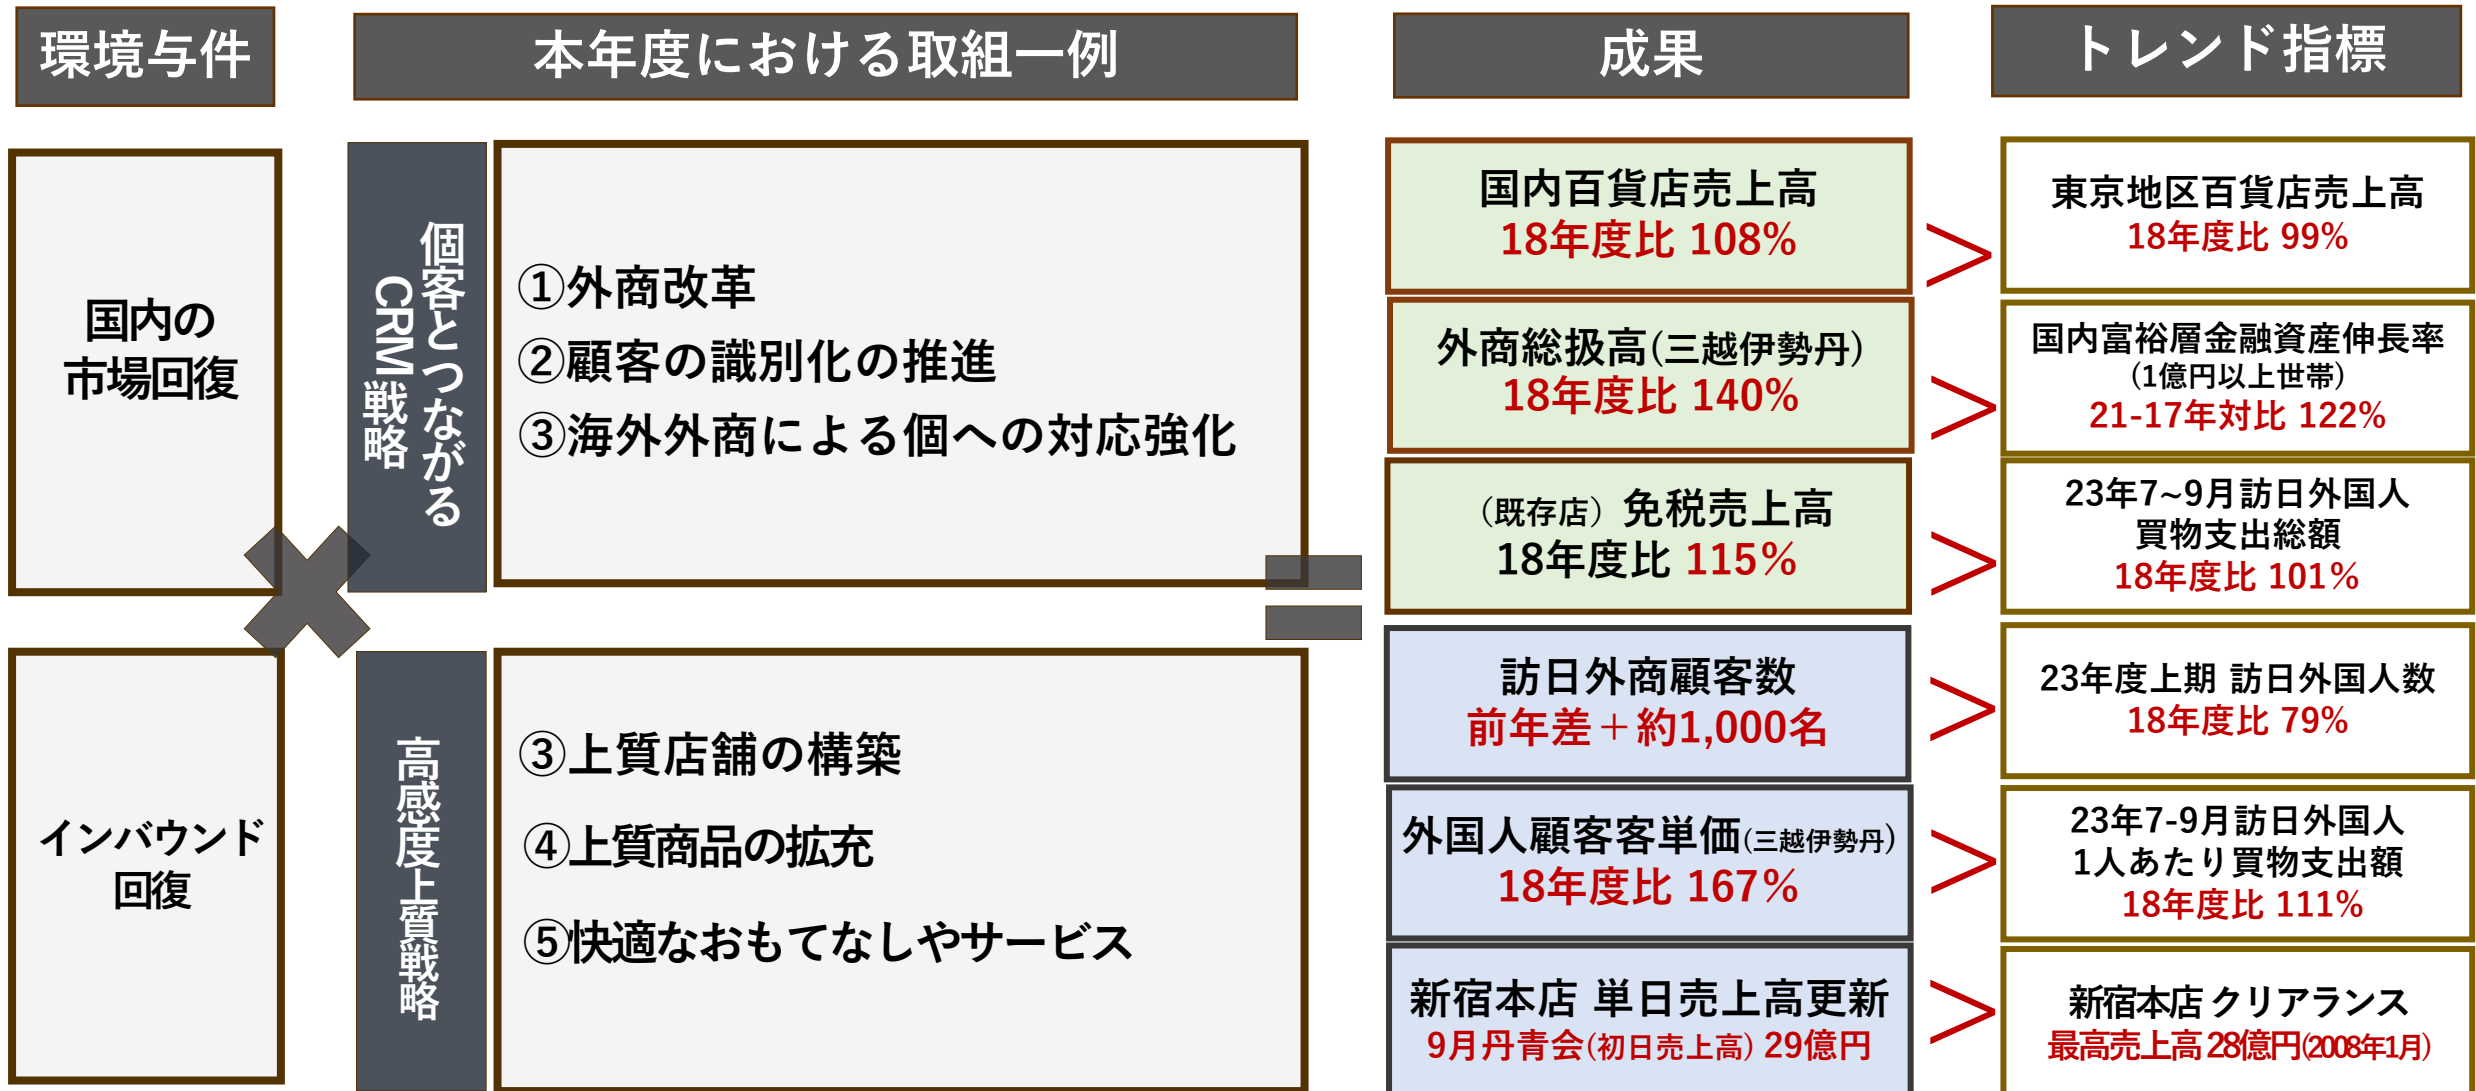 環境与件
本年度における取組一例
成果
トレンド指標
国内の
市場回復
個客とつながる
CRM戦略
①外商改革
②顧客の識別化の推進
③海外外商による個への対応強化
インバウンド
回復
高感度上質戦略
③上質店舗の構築
④上質商品の拡充
⑤快適なおもてなしやサービス
国内百貨店売上高
18年度比 108%
>
東京地区百貨店売上高
18年度比 99%
外商総扱高(三越伊勢丹)
18年度比 140%
>
国内富裕層金融資産伸長率
(1億円以上世帯)
21-17年対比 122%
(既存店) 免税売上高
18年度比 115%
>
23年7~9月訪日外国人
買物支出総額
18年度比 101%
訪日外商顧客数
前年差+約1,000名
>
23年度上期 訪日外国人数
18年度比 79%
外国人顧客客単価(三越伊勢丹)
18年度比 167%
>
23年7-9月訪日外国人
1人あたり買物支出額
18年度比 111%
新宿本店 単日売上高更新
9月丹青会(初日売上高) 29億円
>
新宿本店 クリアランス
最高売上高 28億円(2008年1月)